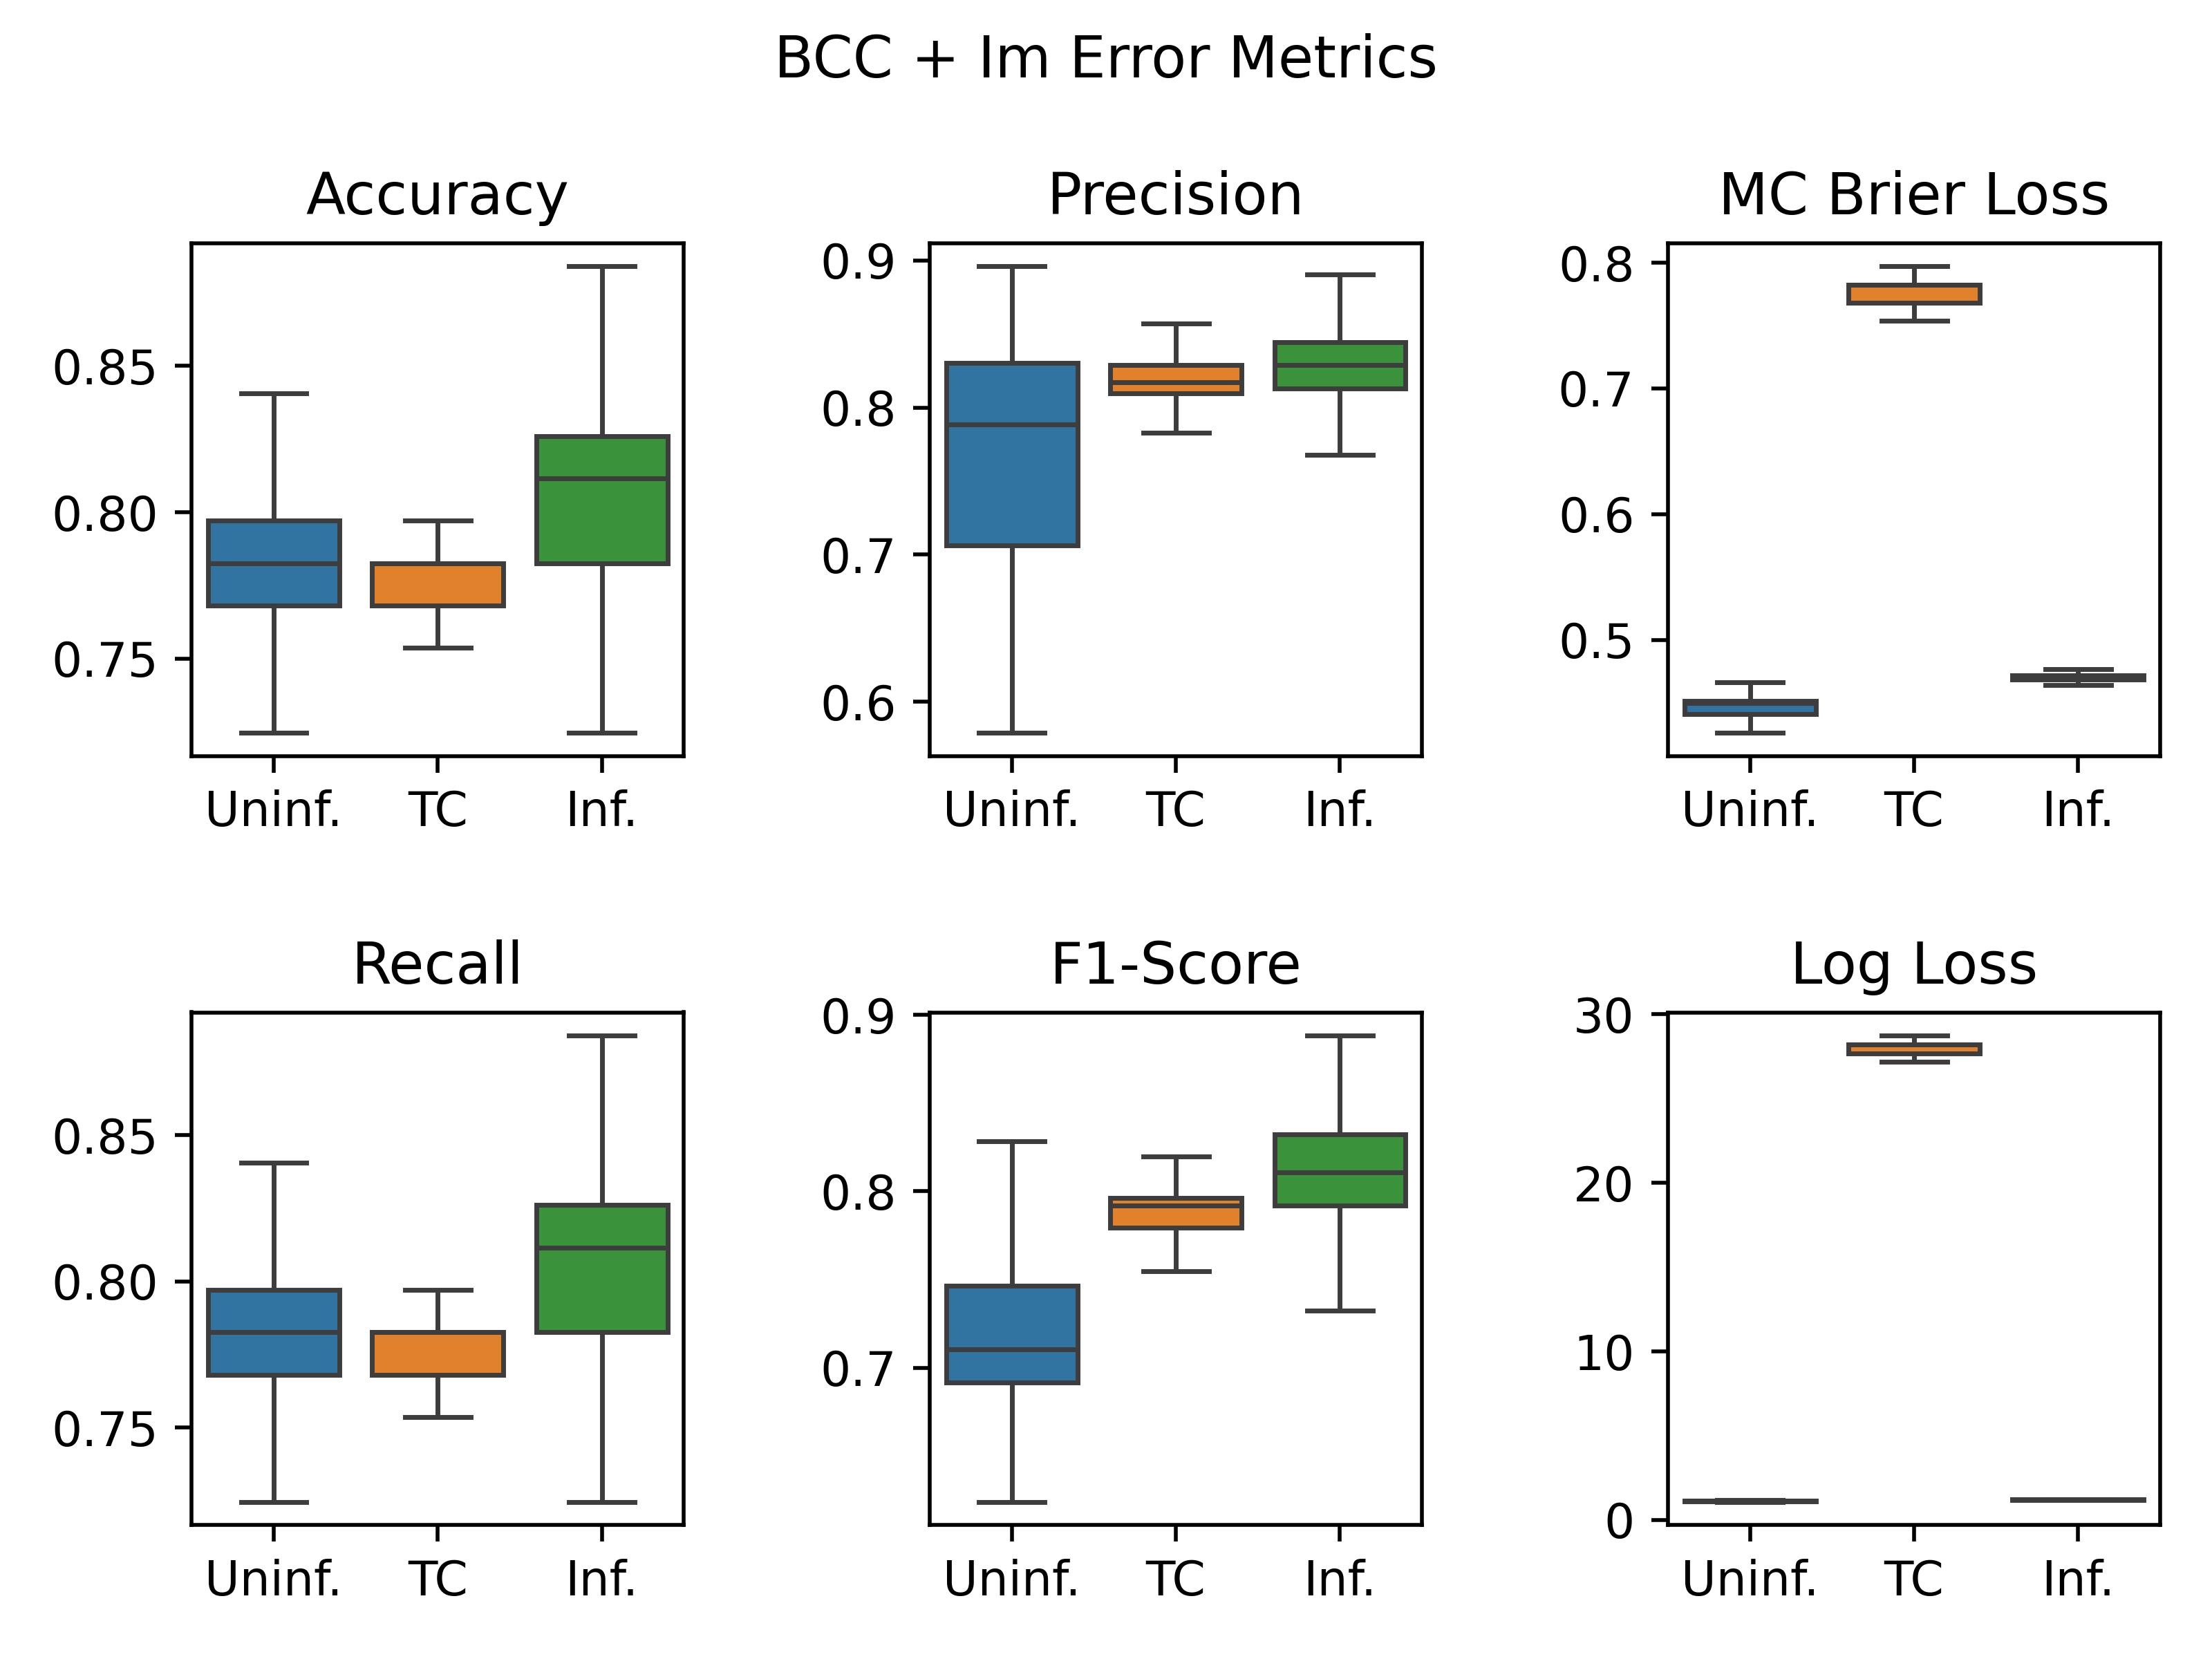 BCC + Im Error Metrics
Accuracy
0.85
0.80
0.75
Uninf. TC Inf.
Precision
0.9
0.8
0.7
0.6
Uninf. TC Inf.
MC Brier Loss
0.8
0.7
0.6
0.5
Uninf. TC Inf.
Recall
0.85
0.80
0.75
Uninf. TC Inf.
F1-Score
0.9
0.8
0.7
Uninf. TC Inf.
Log Loss
30
20
10
0
Uninf. TC Inf.